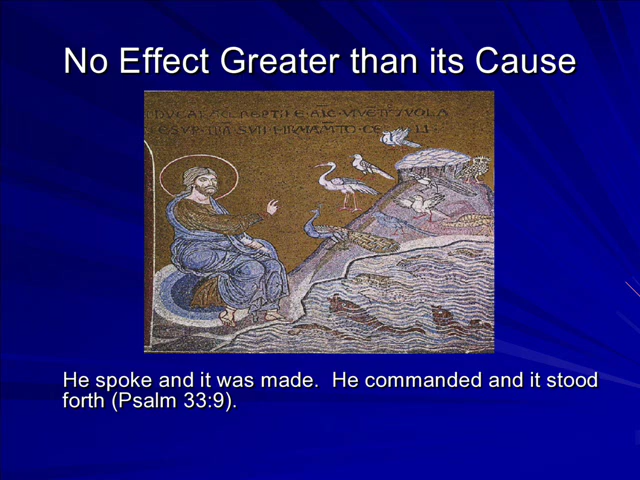 No Effect Greater than its Cause
He spoke and it was made.  He commanded and it stood
forth (Psalm 33:9).